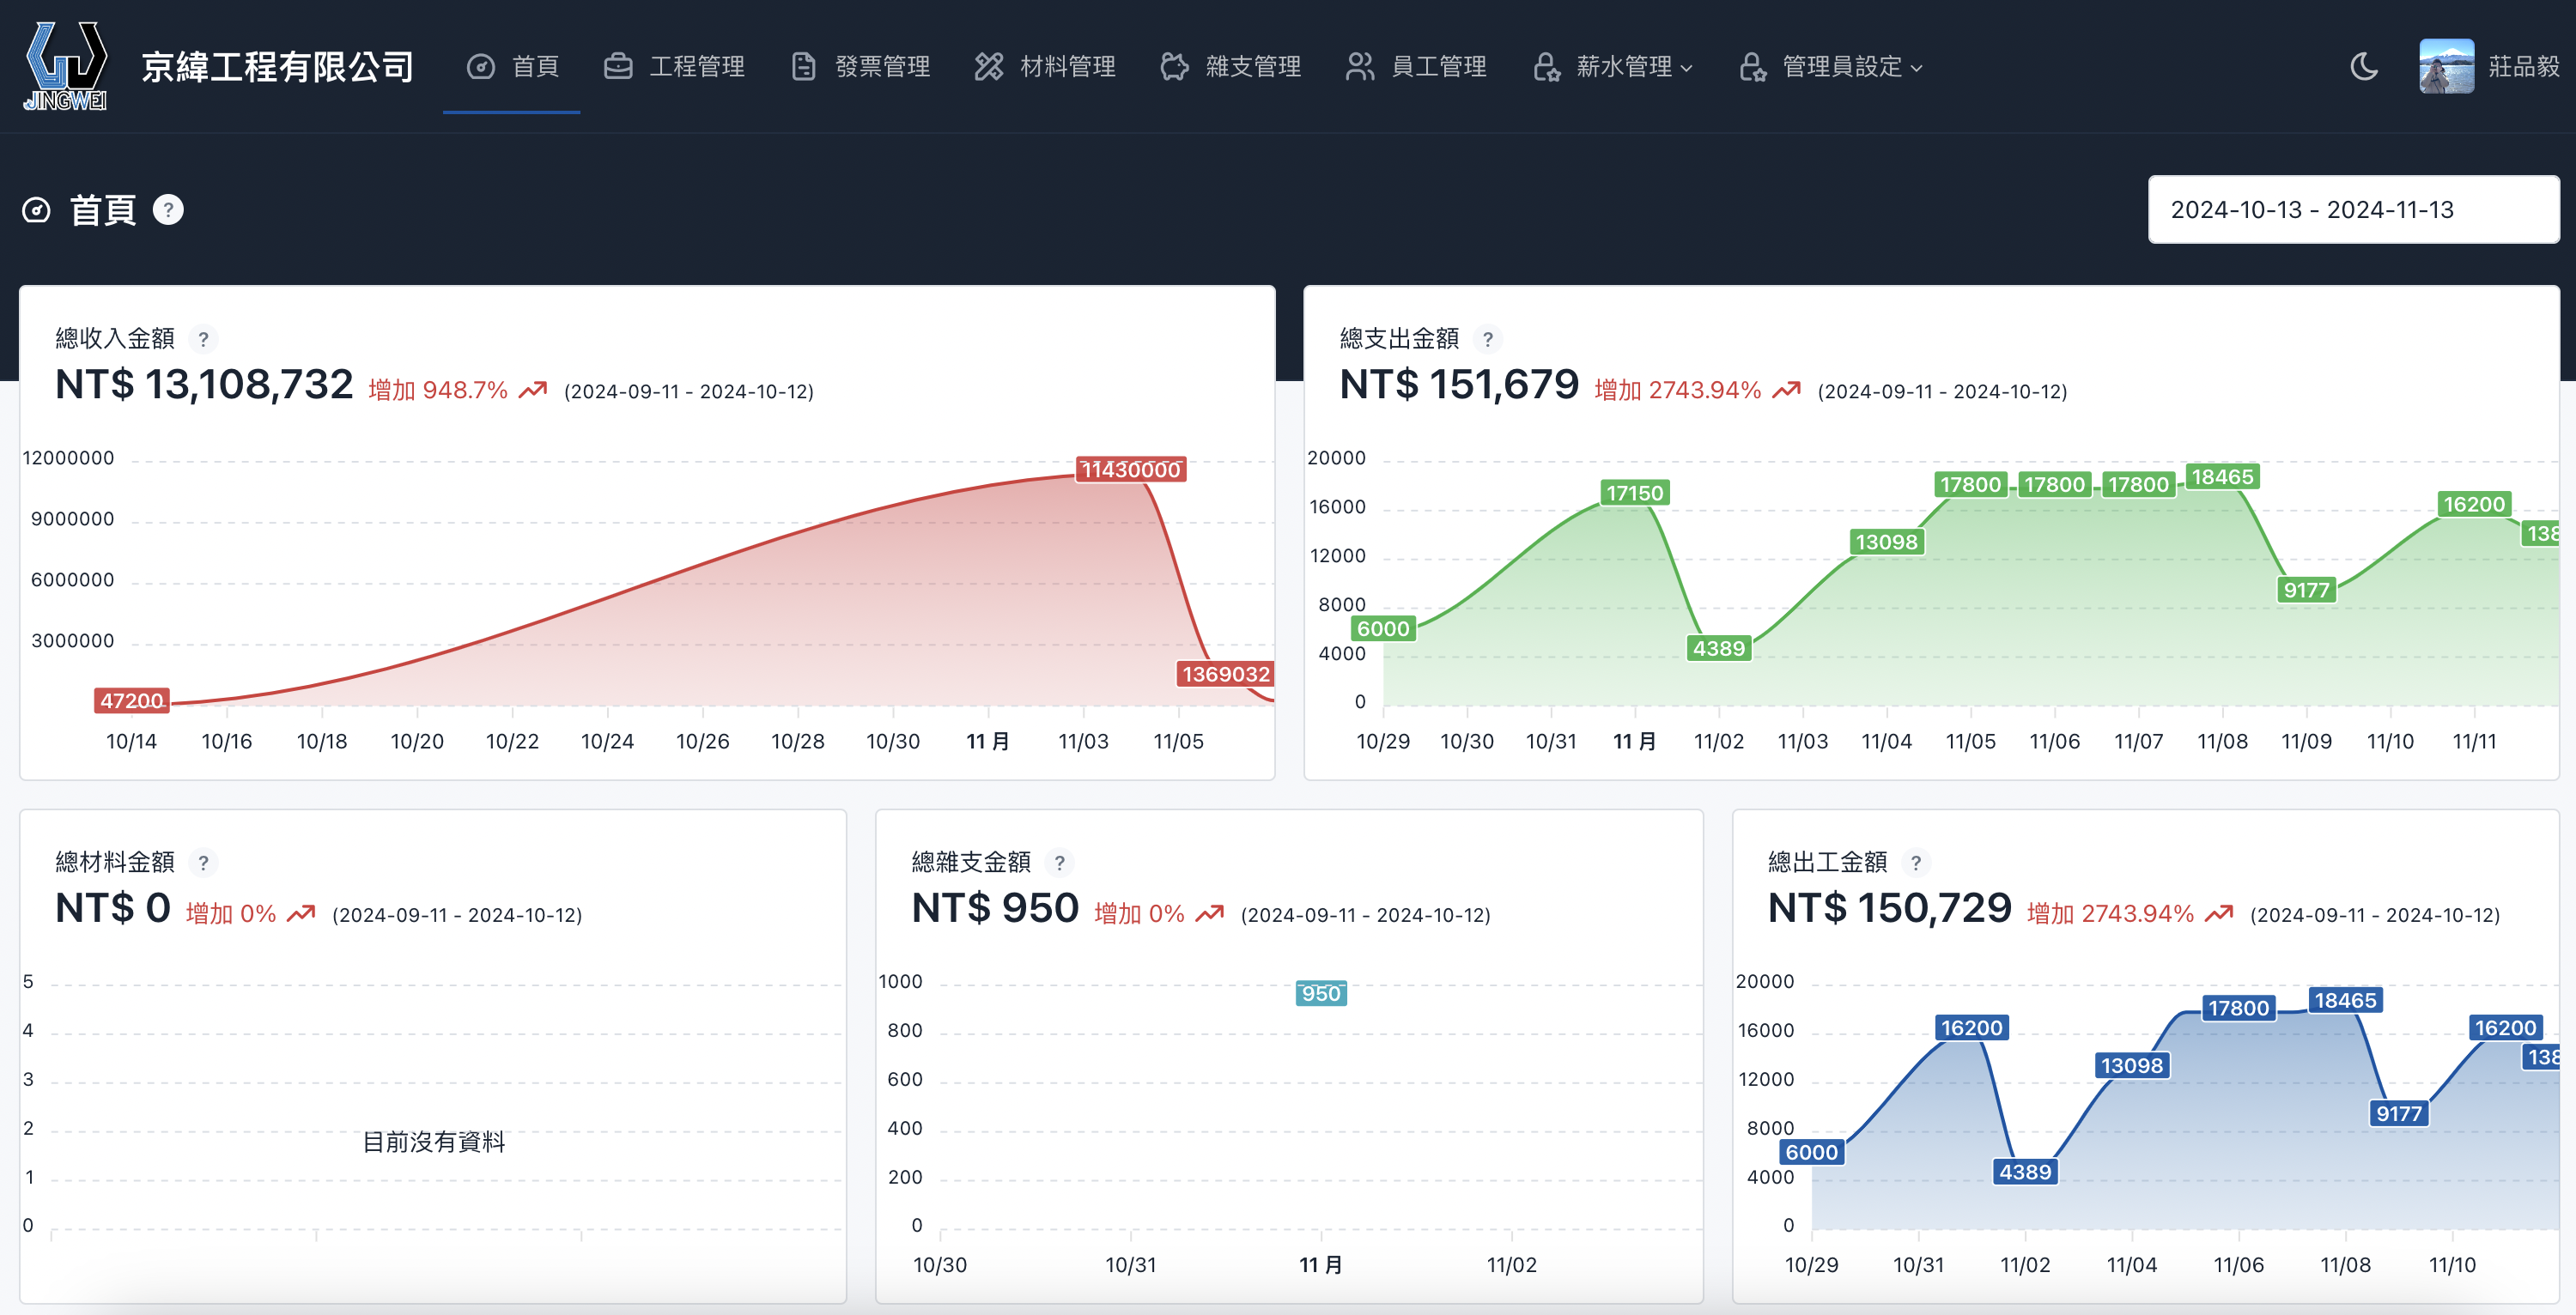 JINGWEI
京緯工程有限公司
首頁
工程管理
發票管理
材料管理
雜支管理
員工管理
薪水管理
管理員設定
莊品毅
首頁 ?
2024-10-13 - 2024-11-13
總收入金額 ?
NT$ 13,108,732 增加 948.7% (2024-09-11 - 2024-10-12)
12000000
9000000
6000000
3000000
11430000
1369032
47200
10/14 10/16 10/18 10/20 10/22 10/24 10/26 10/28 10/30 11 月 11/03 11/05
總支出金額 ?
NT$ 151,679 增加 2743.94% (2024-09-11 - 2024-10-12)
20000
16000
12000
8000
4000
0
6000 17150 4389 13098 17800 17800 17800 18465 9177 16200 138
10/29 10/30 10/31 11 月 11/02 11/03 11/04 11/05 11/06 11/07 11/08 11/09 11/10 11/11
總材料金額 ?
NT$ 0 增加 0% (2024-09-11 - 2024-10-12)
5
4
3
2
1
0
目前沒有資料
總雜支金額 ?
NT$ 950 增加 0% (2024-09-11 - 2024-10-12)
1000
800
600
400
200
0
950
10/30 10/31 11 月 11/02
總出工金額 ?
NT$ 150,729 增加 2743.94% (2024-09-11 - 2024-10-12)
20000
16000
12000
8000
4000
0
6000 16200 4389 13098 17800 18465 9177 16200 138
10/29 10/31 11/02 11/04 11/06 11/08 11/10